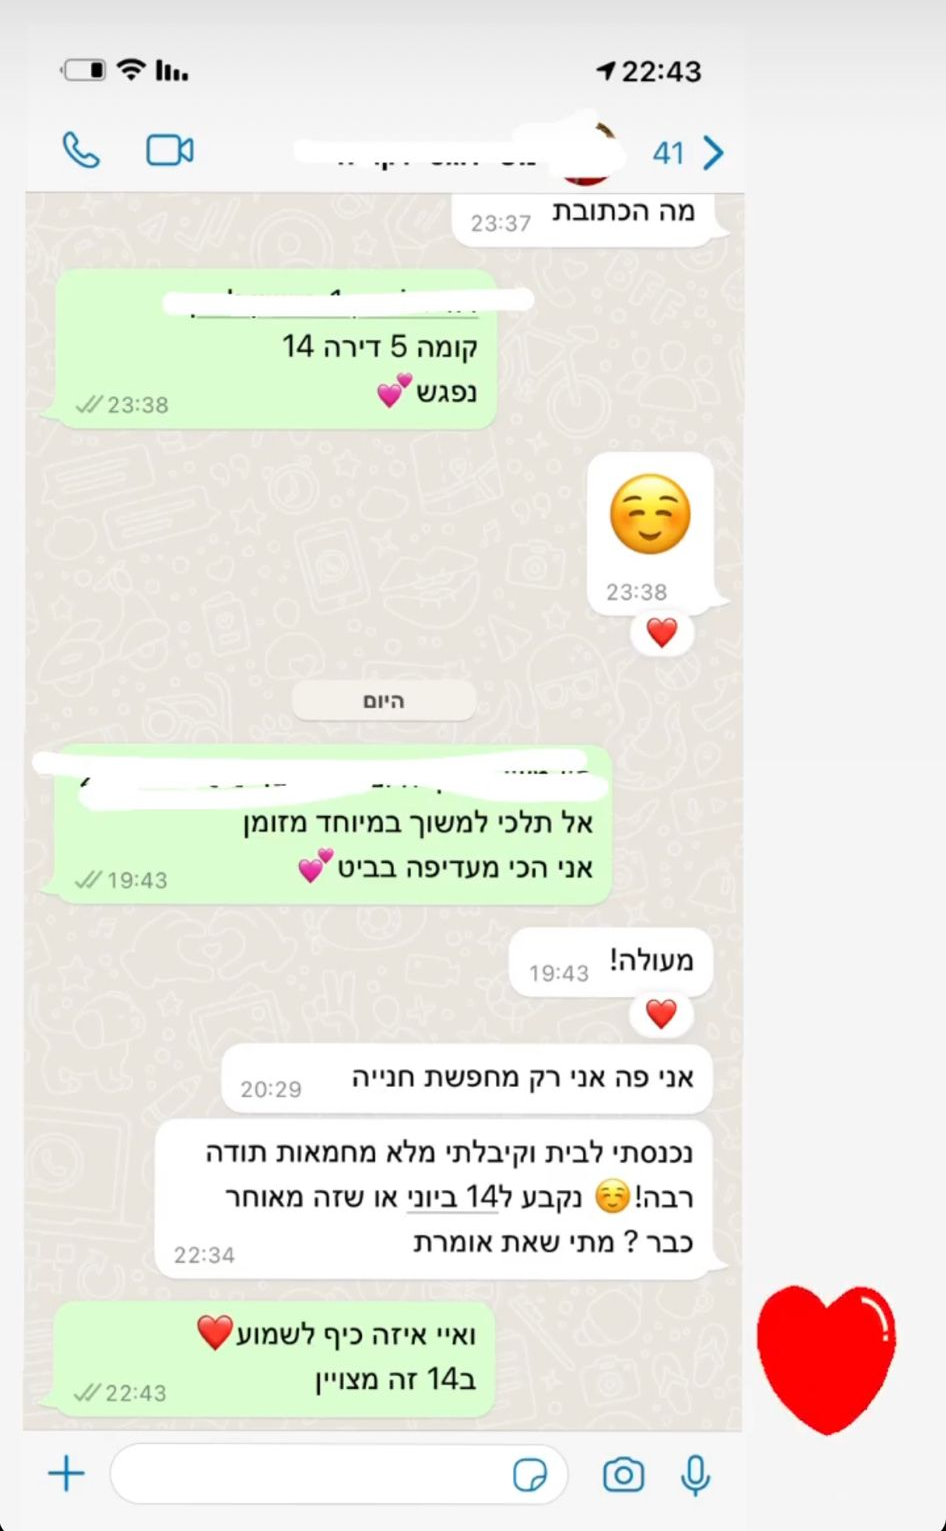 22:43
41
מה הכתובת
23:37
קומה 5 דירה 14
נפגש💕
23:38
☺️
23:38
❤️
היום
אל תלכי למשוך במיוחד מזומן
אני הכי מעדיפה בביט💕
19:43
מעולה!
19:43
❤️
אני פה אני רק מחפשת חנייה
20:29
נכנסתי לבית וקיבלתי מלא מחמאות תודה
רבה!☺️ נקבע ל14 ביוני או שזה מאוחר
כבר ? מתי שאת אומרת
22:34
ואיי איזה כיף לשמוע❤️
ב14 זה מצויין
22:43